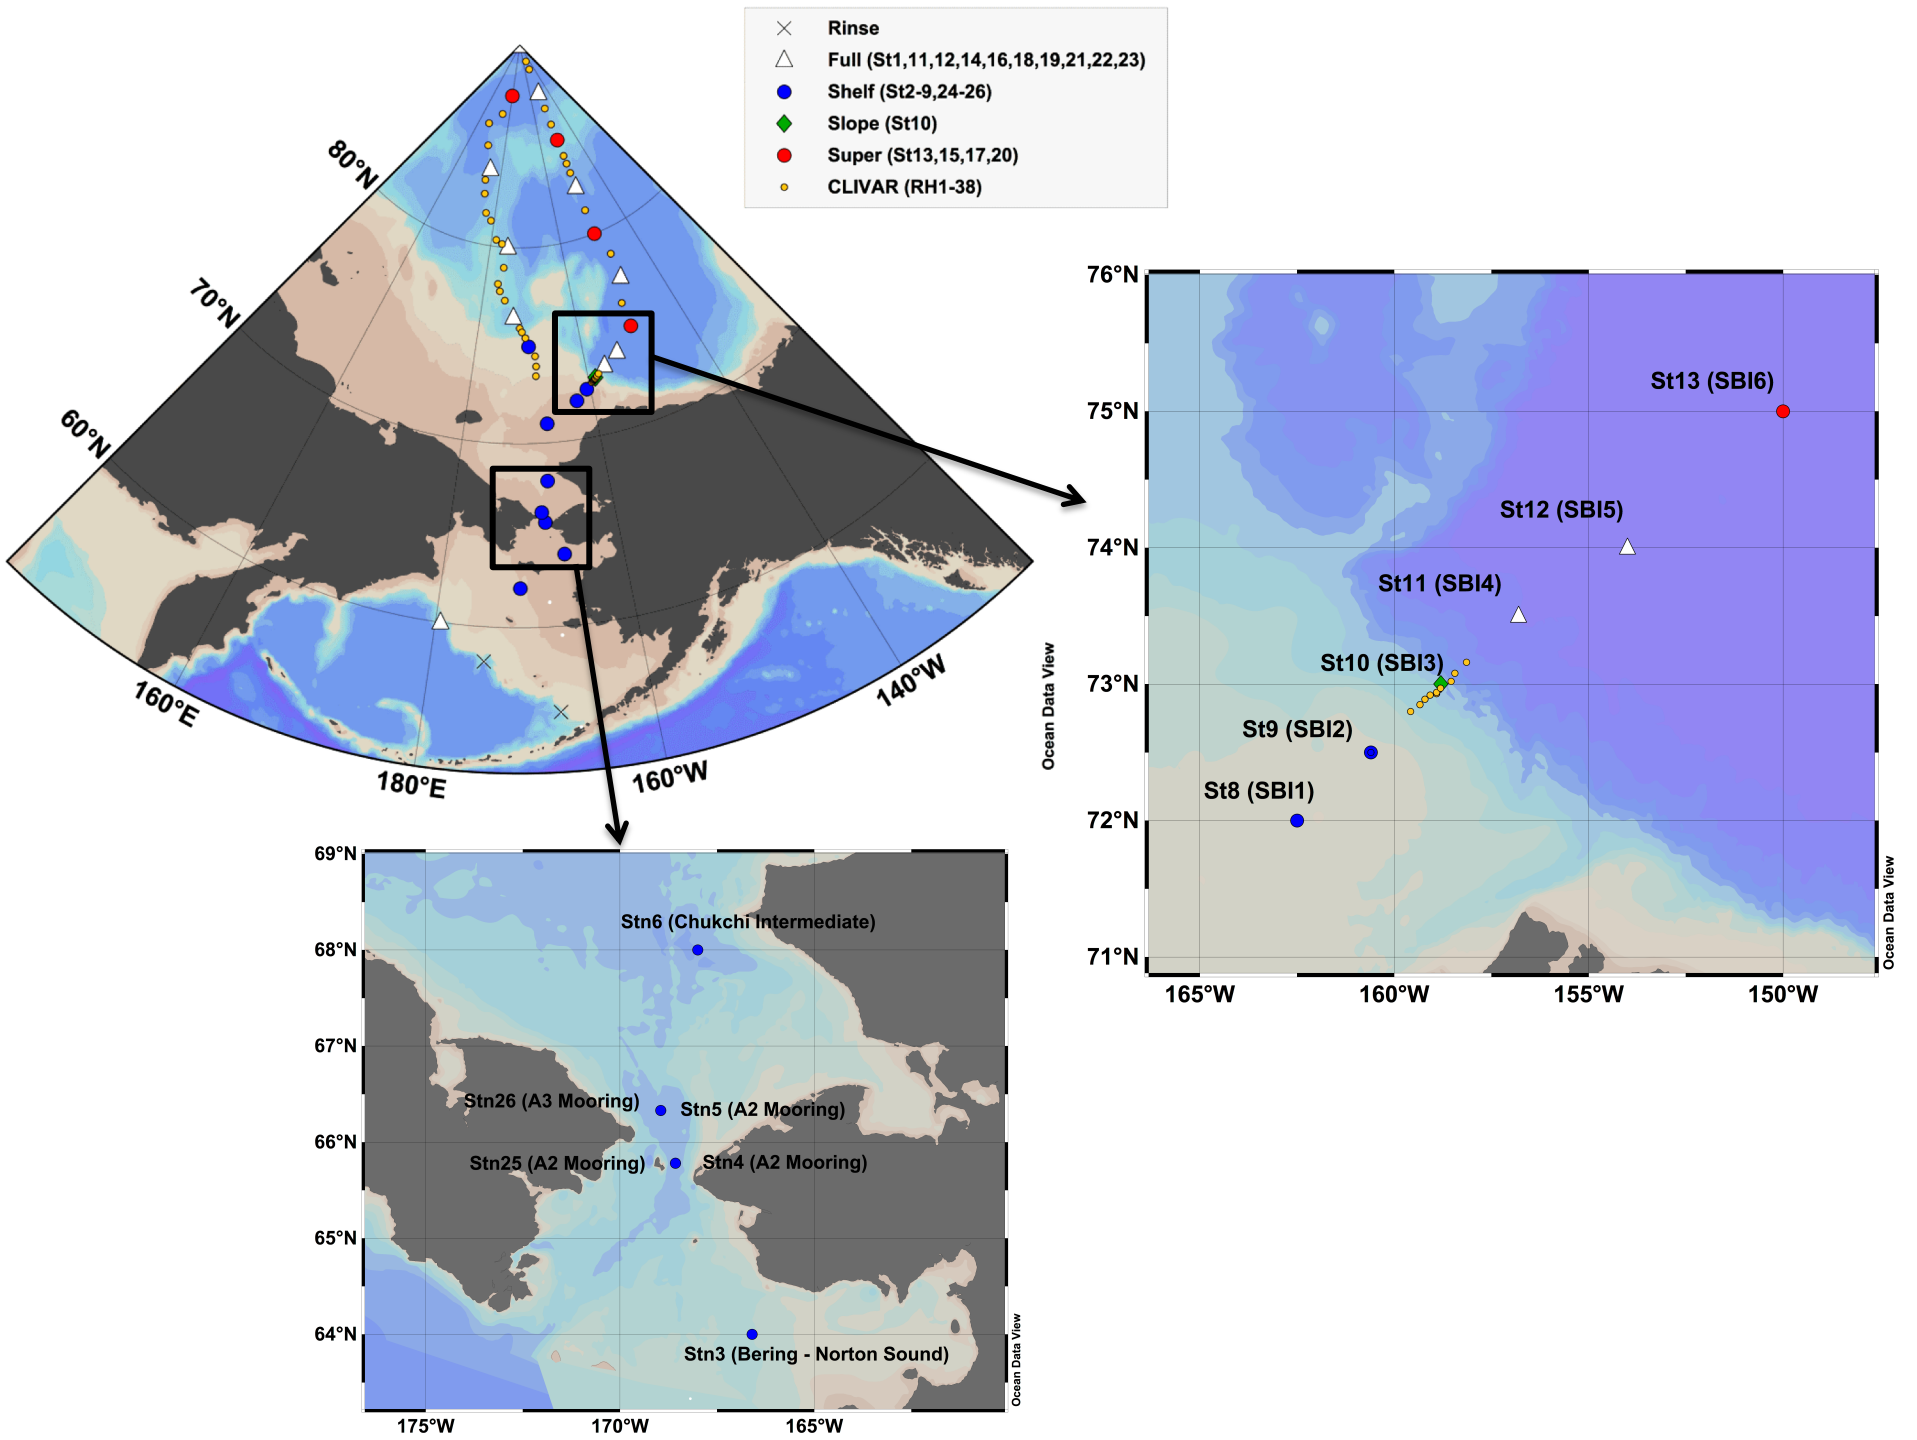 Rinse
Full (St1,11,12,14,16,18,19,21,22,23)
Shelf (St2-9,24-26)
Slope (St10)
Super (St13,15,17,20)
CLIVAR (RH1-38)
80°N
70°N
60°N
160°E
180°E
160°W
140°W
Ocean Data View
76°N
75°N
74°N
73°N
72°N
71°N
St13 (SBI6)
St12 (SBI5)
St11 (SBI4)
St10 (SBI3)
St9 (SBI2)
St8 (SBI1)
165°W
160°W
155°W
150°W
Ocean Data View
69°N
68°N
67°N
66°N
65°N
64°N
Stn6 (Chukchi Intermediate)
Stn26 (A3 Mooring)
Stn5 (A2 Mooring)
Stn25 (A2 Mooring)
Stn4 (A2 Mooring)
Stn3 (Bering - Norton Sound)
175°W
170°W
165°W
Ocean Data View